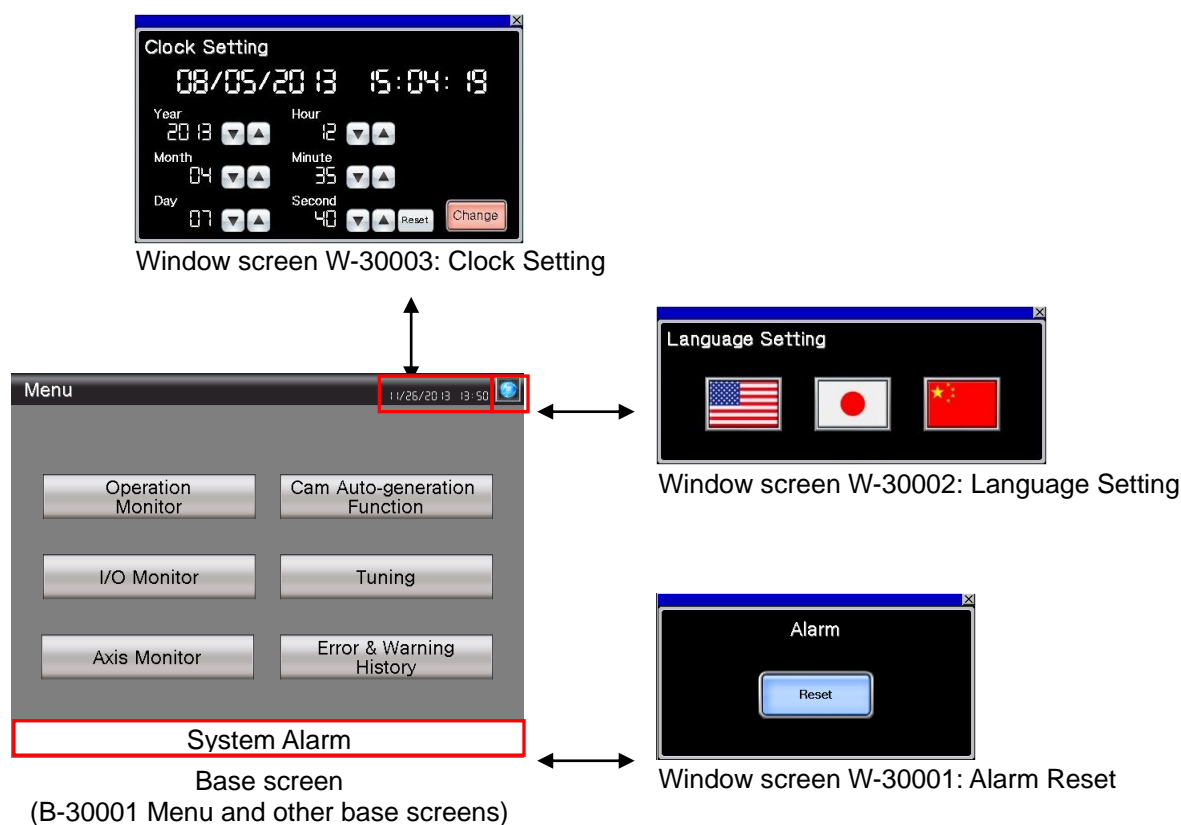 Clock Setting
08/05/2013 15:04:19
Year Hour
2013 12
Month Minute
04 35
Day Second
07 40 Reset Change
Window screen W-30003: Clock Setting
Menu 11/26/2013 13:50
Operation
Monitor
Cam Auto-generation
Function
I/O Monitor
Tuning
Axis Monitor
Error & Warning
History
System Alarm
Base screen
(B-30001 Menu and other base screens)
Language Setting
Window screen W-30002: Language Setting
Alarm
Reset
Window screen W-30001: Alarm Reset